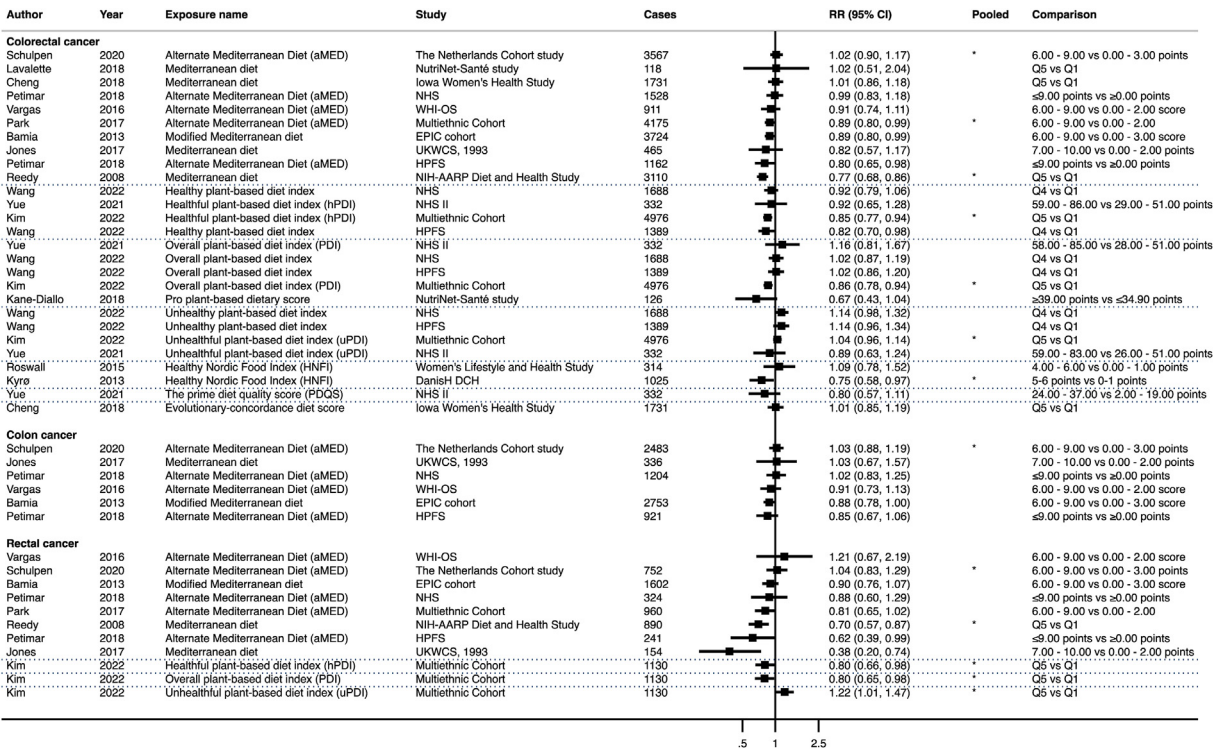 Author Year Exposure name Study Cases RR (95% CI) Pooled Comparison
Colorectal cancer
Schulpen 2020 Alternate Mediterranean Diet (aMED) The Netherlands Cohort study 3567 1.02 (0.90, 1.17) * 6.00 - 9.00 vs 0.00 - 3.00 points
Lavalette 2018 Mediterranean diet NutriNet-Santé study 118 1.02 (0.51, 2.04) Q5 vs Q1
Cheng 2018 Mediterranean diet Iowa Women's Health Study 1731 1.01 (0.86, 1.18) Q5 vs Q1
Petimar 2018 Alternate Mediterranean Diet (aMED) NHS 1528 0.99 (0.83, 1.18) ≤9.00 points vs ≥0.00 points
Vargas 2016 Alternate Mediterranean Diet (aMED) WHI-OS 911 0.91 (0.74, 1.11) 6.00 - 9.00 vs 0.00 - 2.00 score
Park 2017 Alternate Mediterranean Diet (aMED) Multiethnic Cohort 4175 0.89 (0.80, 0.99) * 6.00 - 9.00 vs 0.00 - 2.00
Bamia 2013 Modified Mediterranean diet EPIC cohort 3724 0.89 (0.80, 0.99) 6.00 - 9.00 vs 0.00 - 3.00 score
Jones 2017 Mediterranean diet UKWCS, 1993 465 0.82 (0.57, 1.17) 7.00 - 10.00 vs 0.00 - 2.00 points
Petimar 2018 Alternate Mediterranean Diet (aMED) HPFS 1162 0.80 (0.65, 0.98) ≤9.00 points vs ≥0.00 points
Reedy 2008 Mediterranean diet NIH-AARP Diet and Health Study 3110 0.77 (0.68, 0.86) * Q5 vs Q1
Wang 2022 Healthy plant-based diet index NHS 1688 0.92 (0.79, 1.06) Q4 vs Q1
Yue 2021 Healthful plant-based diet index (hPDI) NHS II 332 0.92 (0.65, 1.28) 59.00 - 86.00 vs 29.00 - 51.00 points
Kim 2022 Healthful plant-based diet index (hPDI) Multiethnic Cohort 4976 0.85 (0.77, 0.94) * Q5 vs Q1
Wang 2022 Healthy plant-based diet index HPFS 1389 0.82 (0.70, 0.98) Q4 vs Q1
Yue 2021 Overall plant-based diet index (PDI) NHS II 332 1.16 (0.81, 1.67) 58.00 - 85.00 vs 28.00 - 51.00 points
Wang 2022 Overall plant-based diet index NHS 1688 1.02 (0.87, 1.19) Q4 vs Q1
Wang 2022 Overall plant-based diet index HPFS 1389 1.02 (0.86, 1.20) Q4 vs Q1
Kim 2022 Overall plant-based diet index (PDI) Multiethnic Cohort 4976 0.86 (0.78, 0.94) * Q5 vs Q1
Kane-Diallo 2018 Pro plant-based dietary score NutriNet-Santé study 126 0.67 (0.43, 1.04) ≥39.00 points vs ≤34.90 points
Wang 2022 Unhealthy plant-based diet index NHS 1688 1.14 (0.98, 1.32) Q4 vs Q1
Wang 2022 Unhealthy plant-based diet index HPFS 1389 1.14 (0.96, 1.34) Q4 vs Q1
Kim 2022 Unhealthful plant-based diet index (uPDI) Multiethnic Cohort 4976 1.04 (0.96, 1.14) * Q5 vs Q1
Yue 2021 Unhealthful plant-based diet index (uPDI) NHS II 332 0.89 (0.63, 1.24) 59.00 - 83.00 vs 26.00 - 51.00 points
Roswall 2015 Healthy Nordic Food Index (HNFI) Women's Lifestyle and Health Study 314 1.09 (0.78, 1.52) 4.00 - 6.00 vs 0.00 - 1.00 points
Kyrø 2013 Healthy Nordic Food Index (HNFI) DanisH DCH 1025 0.75 (0.58, 0.97) * 5-6 points vs 0-1 points
Yue 2021 The prime diet quality score (PDQS) NHS II 332 0.80 (0.57, 1.11) 24.00 - 37.00 vs 2.00 - 19.00 points
Cheng 2018 Evolutionary-concordance diet score Iowa Women's Health Study 1731 1.01 (0.85, 1.19) Q5 vs Q1
Colon cancer
Schulpen 2020 Alternate Mediterranean Diet (aMED) The Netherlands Cohort study 2483 1.03 (0.88, 1.19) * 6.00 - 9.00 vs 0.00 - 3.00 points
Jones 2017 Mediterranean diet UKWCS, 1993 336 1.03 (0.67, 1.57) 7.00 - 10.00 vs 0.00 - 2.00 points
Petimar 2018 Alternate Mediterranean Diet (aMED) NHS 1204 1.02 (0.83, 1.25) ≤9.00 points vs ≥0.00 points
Vargas 2016 Alternate Mediterranean Diet (aMED) WHI-OS 0.91 (0.73, 1.13) 6.00 - 9.00 vs 0.00 - 2.00 score
Bamia 2013 Modified Mediterranean diet EPIC cohort 2753 0.88 (0.78, 1.00) 6.00 - 9.00 vs 0.00 - 3.00 score
Petimar 2018 Alternate Mediterranean Diet (aMED) HPFS 921 0.85 (0.67, 1.06) ≤9.00 points vs ≥0.00 points
Rectal cancer
Vargas 2016 Alternate Mediterranean Diet (aMED) WHI-OS 1.21 (0.67, 2.19) 6.00 - 9.00 vs 0.00 - 2.00 score
Schulpen 2020 Alternate Mediterranean Diet (aMED) The Netherlands Cohort study 752 1.04 (0.83, 1.29) * 6.00 - 9.00 vs 0.00 - 3.00 points
Bamia 2013 Modified Mediterranean diet EPIC cohort 1602 0.90 (0.76, 1.07) 6.00 - 9.00 vs 0.00 - 3.00 score
Petimar 2018 Alternate Mediterranean Diet (aMED) NHS 324 0.88 (0.60, 1.29) ≤9.00 points vs ≥0.00 points
Park 2017 Alternate Mediterranean Diet (aMED) Multiethnic Cohort 960 0.81 (0.65, 1.02) 6.00 - 9.00 vs 0.00 - 2.00
Reedy 2008 Mediterranean diet NIH-AARP Diet and Health Study 890 0.70 (0.57, 0.87) * Q5 vs Q1
Petimar 2018 Alternate Mediterranean Diet (aMED) HPFS 241 0.62 (0.39, 0.99) ≤9.00 points vs ≥0.00 points
Jones 2017 Mediterranean diet UKWCS, 1993 154 0.38 (0.20, 0.74) 7.00 - 10.00 vs 0.00 - 2.00 points
Kim 2022 Healthful plant-based diet index (hPDI) Multiethnic Cohort 1130 0.80 (0.66, 0.98) * Q5 vs Q1
Kim 2022 Overall plant-based diet index (PDI) Multiethnic Cohort 1130 0.80 (0.65, 0.98) * Q5 vs Q1
Kim 2022 Unhealthful plant-based diet index (uPDI) Multiethnic Cohort 1130 1.22 (1.01, 1.47) * Q5 vs Q1
.5 1 2.5